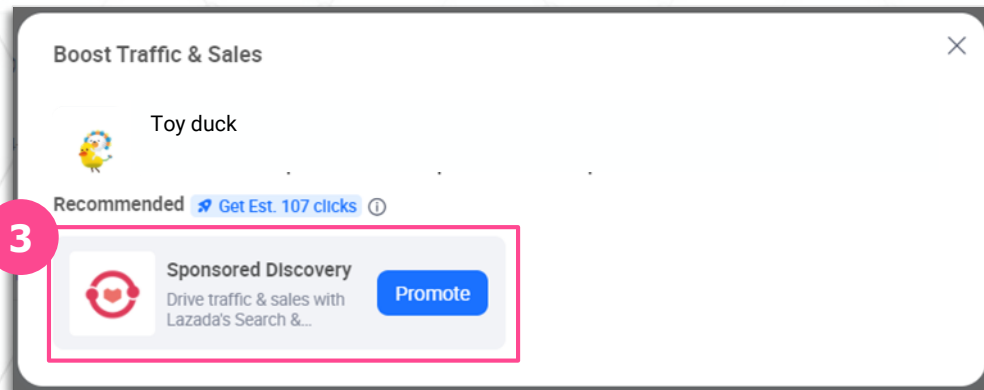 Boost Traffic & Sales
Toy duck
Recommended Get Est. 107 clicks
3
Sponsored Discovery
Drive traffic & sales with
Lazada's Search &...
Promote